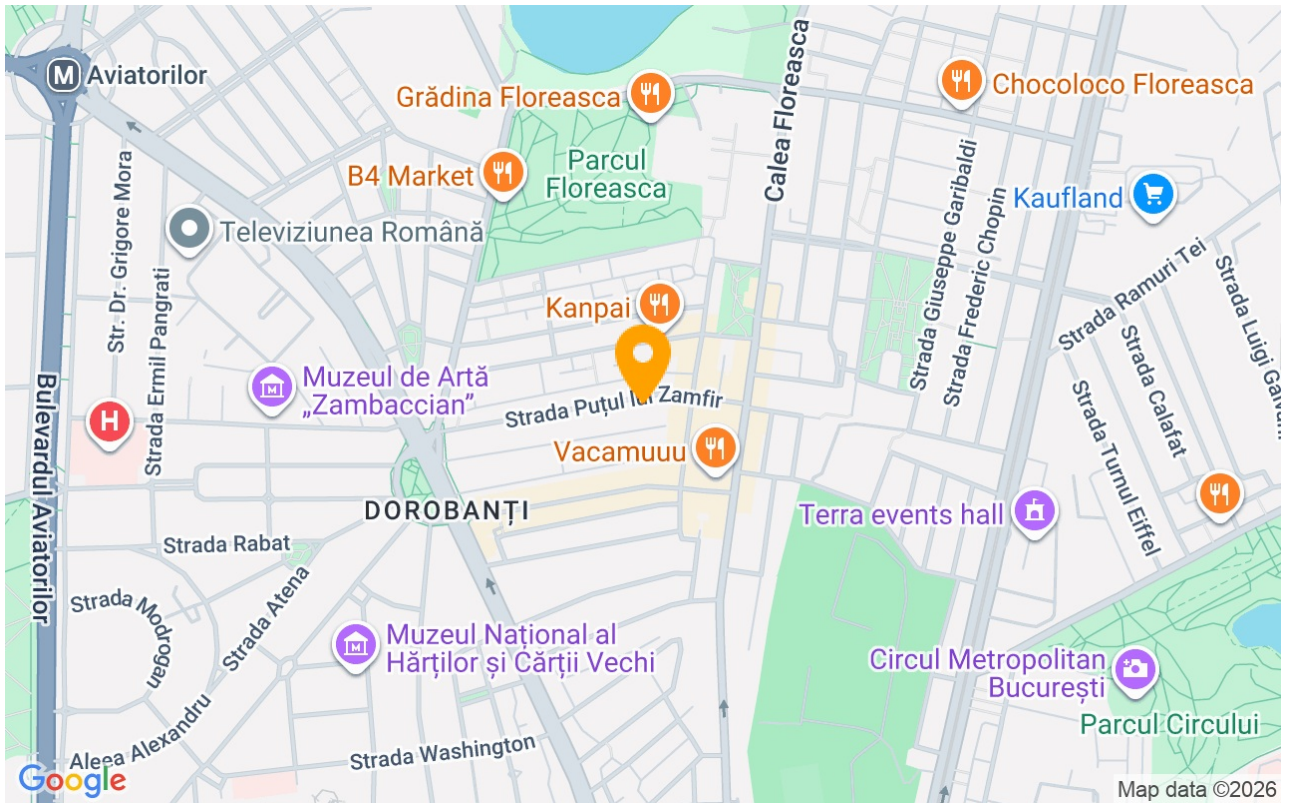 Aviatorilor
Grădina Floreasca
Calea Floreasca
Chocoloco Floreasca
B4 Market
Parcul
Floreasca
Str. Dr. Grigore Mora
Televiziunea Română
Strada Ermil Pangrati
Strada Giuseppe Garibaldi
Strada Frederic Chopin
Kaufland
Strada Ramuri Tei
Strada Luigi Galvani
Strada Calafat
Strada Turnul Eiffel
Kanpai
Muzeul de Artă
„Zambaccian”
Strada Puțul lui Zamfir
H
Bulevardul Aviatorilor
Vacamuuu
DOROBANȚI
Terra events hall
Strada Rabat
Strada Atena
Strada Modrogan
Muzeul Național al
Hărților și Cărții Vechi
Circul Metropolitan
București
Parcul Circului
Aleea Alexandru
Strada Washington
Google
Map data ©2026
M